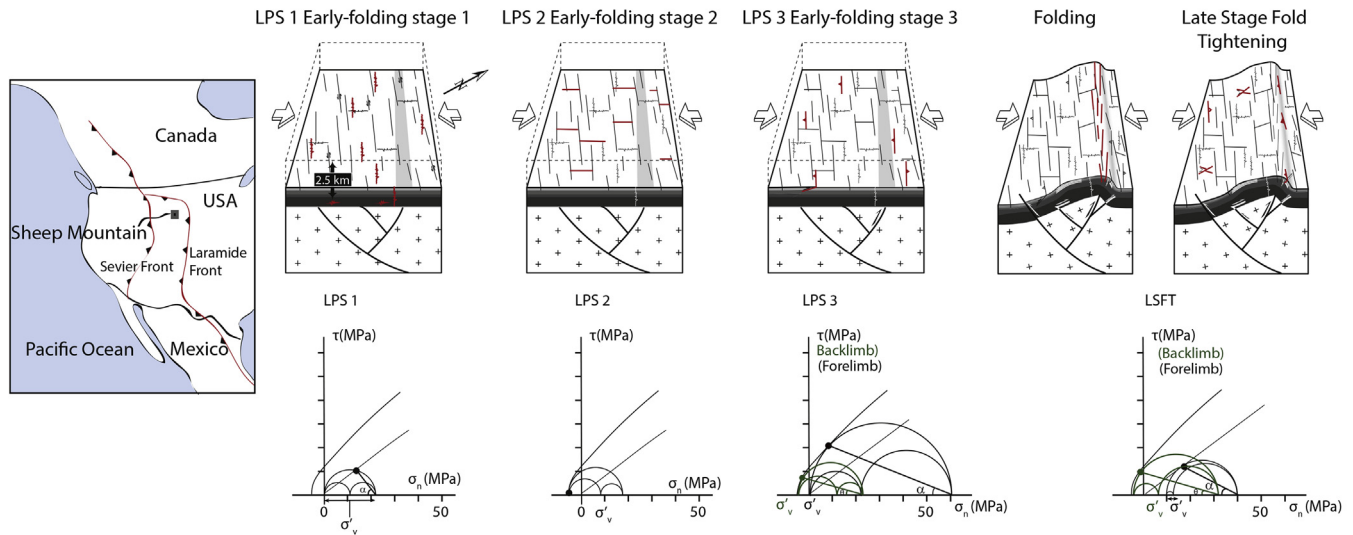 LPS 1 Early-folding stage 1
LPS 2 Early-folding stage 2
LPS 3 Early-folding stage 3
Folding
Late Stage Fold
Tightening
Canada
USA
Sheep Mountain
Sevier Front
Laramide
Front
Pacific Ocean
Mexico
N
2.5 km
LPS 1
τ(MPa)
σn(MPa)
α
0
50
σ'v
LPS 2
τ(MPa)
σn(MPa)
0
σ'v
50
LPS 3
τ(MPa)
Backlimb)
(Forelimb)
α
σ'v
σ'v
50
σn(MPa)
LSFT
τ(MPa)
(Backlimb)
(Forelimb)
α
σ'v
σ'v
50
σn(MPa)